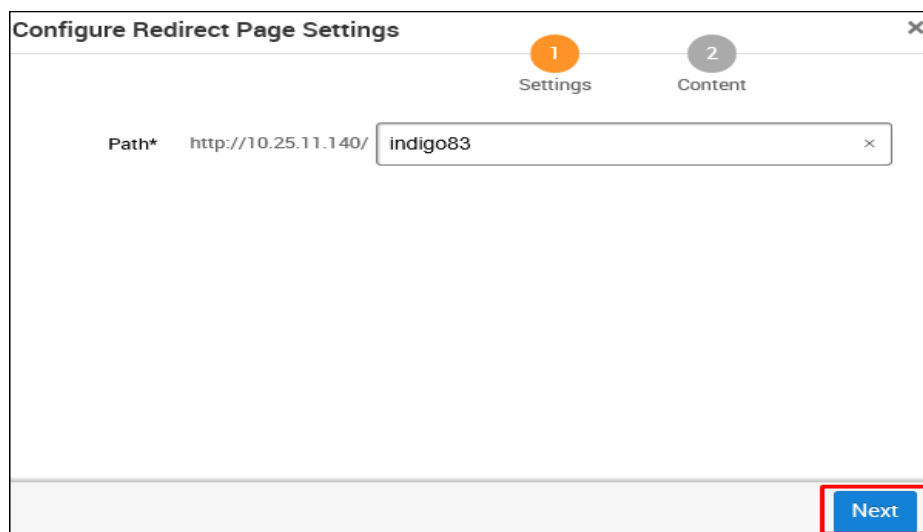 Configure Redirect Page Settings ×
1 2
Settings Content
Path* http://10.25.11.140/ indigo83 ×
Next